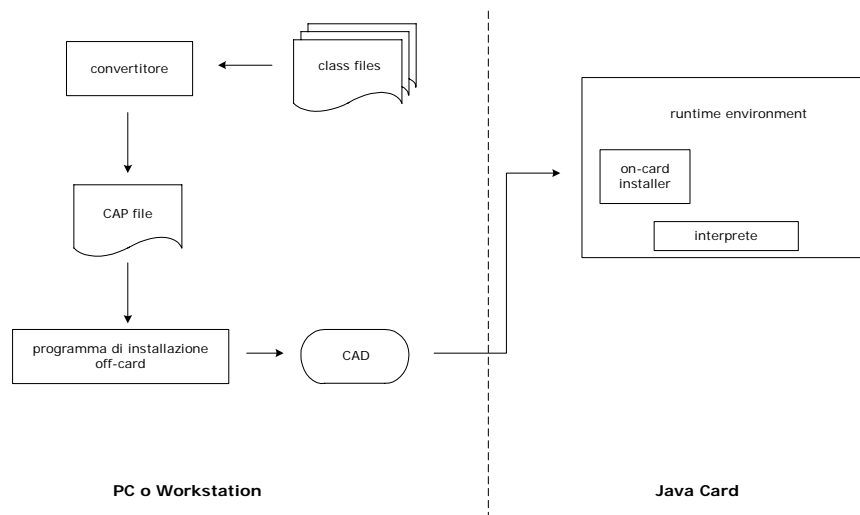 convertitore
class files
CAP file
programma di installazione
off-card
CAD
runtime environment
on-card
installer
interprete
PC o Workstation
Java Card